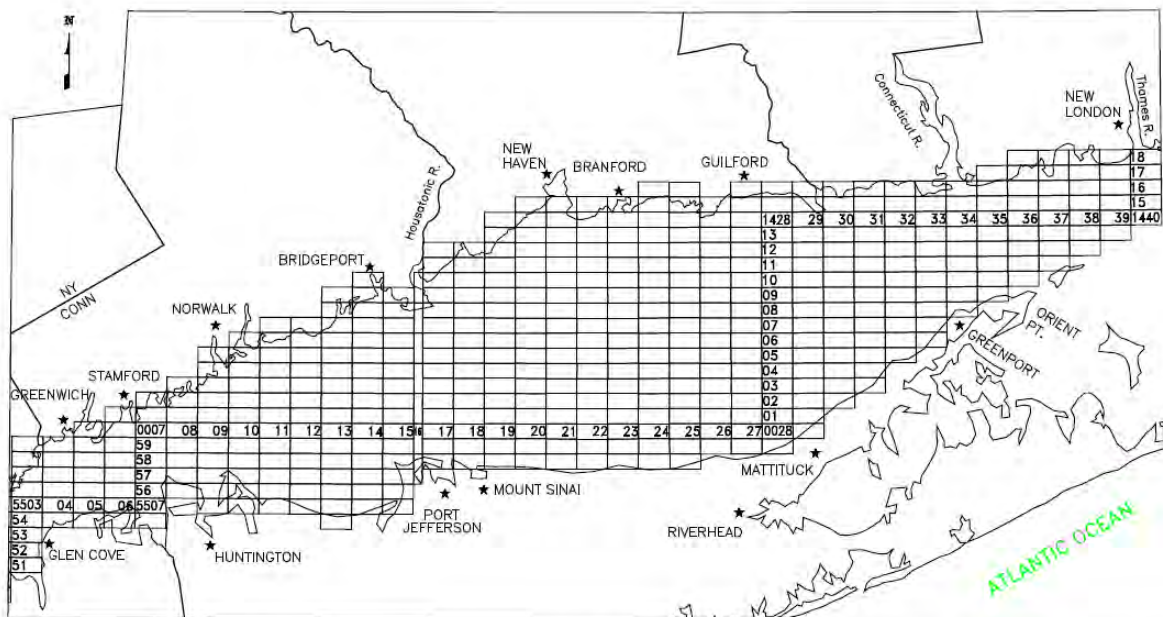 N
NEW
LONDON
Thames R.
Connecticut R.
NEW
HAVEN
BRANFORD
GUILFORD
Housatonic R.
18
17
16
15
1428 29 30 31 32 33 34 35 36 37 38 39 1440
13
12
11
10
09
08
07
06
05
04
03
02
01
BRIDGEPORT
NY
CONN
NORWALK
ORIENT
PT.
GREENPORT
STAMFORD
GREENWICH
0007 08 09 10 11 12 13 14 15 16 17 18 19 20 21 22 23 24 25 26 27 0028
59
58
57
56
5503 04 05 06 5507
54
53
52
51
MATTITUCK
MOUNT SINAI
PORT
JEFFERSON
RIVERHEAD
GLEN COVE
HUNTINGTON
ATLANTIC OCEAN